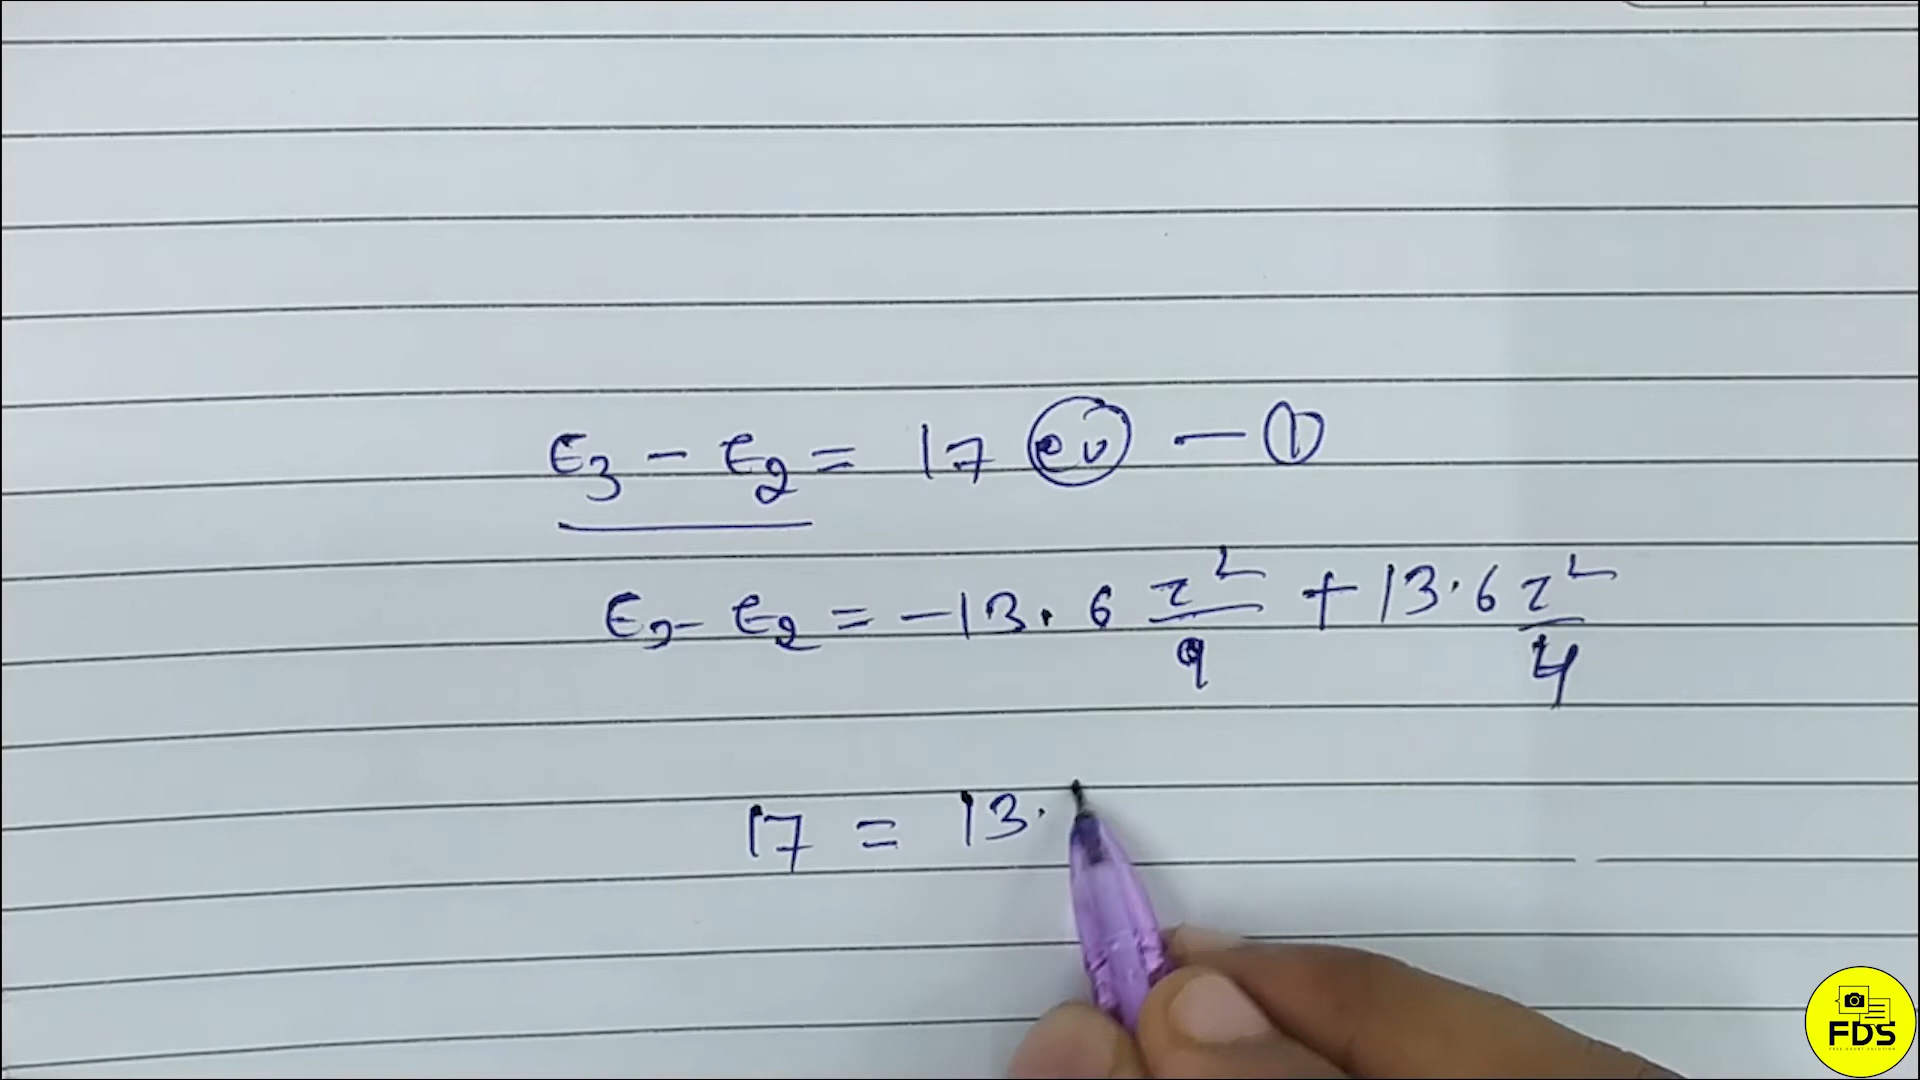 E₃ - E₂ = 17 ev - ①
E₃ - E₂ = -13.6 z²/9 + 13.6 z²/4
17 = 13.
FDS